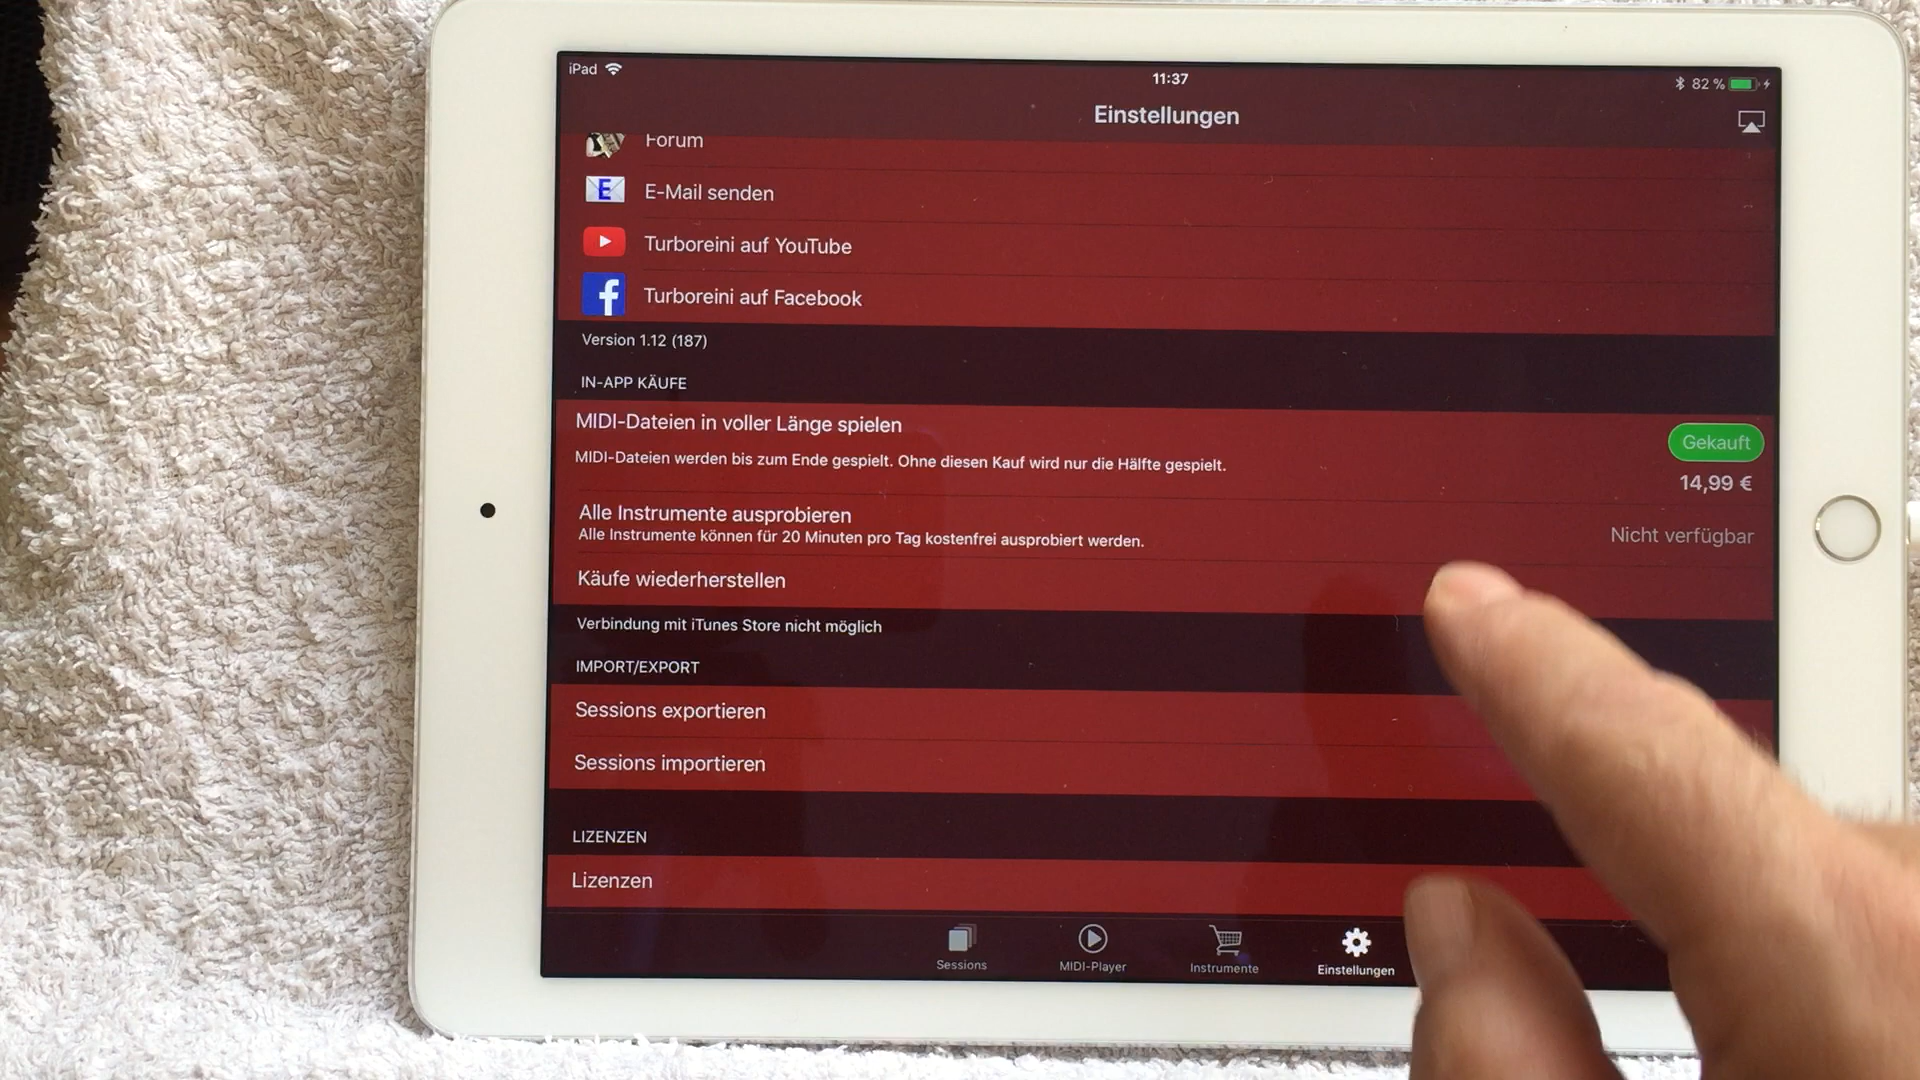 iPad
11:37
82 %
Einstellungen
Forum
E E-Mail senden
Turboreini auf YouTube
f Turboreini auf Facebook
Version 1.12 (187)
IN-APP KÄUFE
MIDI-Dateien in voller Länge spielen
Gekauft
MIDI-Dateien werden bis zum Ende gespielt. Ohne diesen Kauf wird nur die Hälfte gespielt.
14,99 €
Alle Instrumente ausprobieren
Alle Instrumente können für 20 Minuten pro Tag kostenfrei ausprobiert werden.
Nicht verfügbar
Käufe wiederherstellen
Verbindung mit iTunes Store nicht möglich
IMPORT/EXPORT
Sessions exportieren
Sessions importieren
LIZENZEN
Lizenzen
Sessions
MIDI-Player
Instrumente
Einstellungen